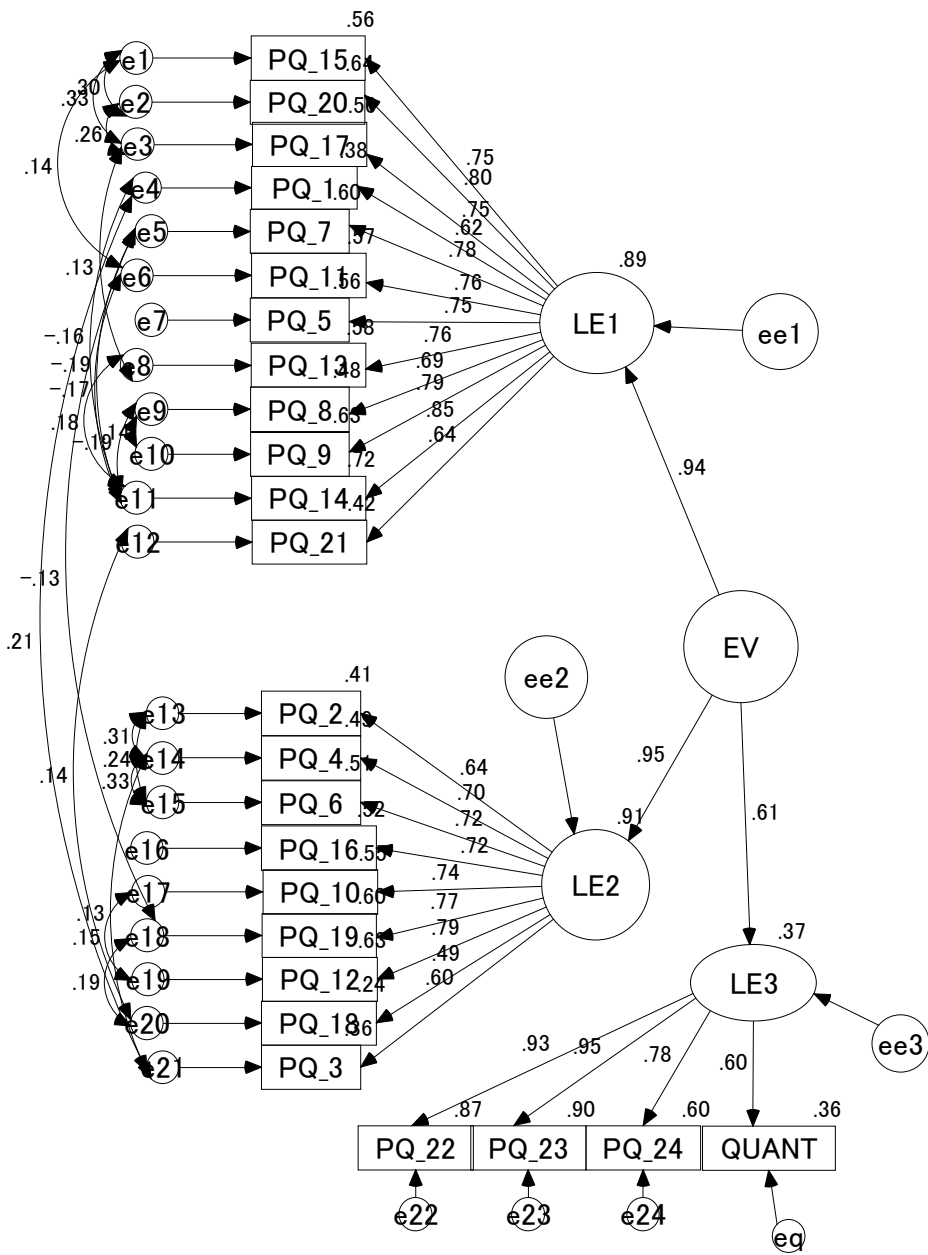 .56
e1 PQ_15 .64
.30
.33 e2 PQ_20 .56
.26 e3 PQ_17 .38 .75
.14 e4 PQ_1 .60 .80
.75
e5 PQ_7 .57 .62
.78
.13 e6 PQ_11 .56 .76 .89
e7 PQ_5 .58 .75 LE1 ee1
-.16
-.19 e8 PQ_13 .48 .76
.69
-.17 e9 PQ_8 .63 .79
.18 -.19 .14 e10 PQ_9 .72 .85
.64
e11 PQ_14 .42 .94
e12 PQ_21
-.13
.21 EV
ee2
.41
e13 PQ_2 .49
.31
.24 e14 PQ_4 .51 .95
.14 .33 e15 PQ_6 .52 .64
.70
.72 .91 .61
e16 PQ_16 .55 .72
e17 PQ_10 .60 .74 LE2
.13 e18 PQ_19 .63 .77
.15 .79 .37
.19 e19 PQ_12 .24 .49
.60 LE3
e20 PQ_18 .36
e21 PQ_3 .93 .95 .78 .60 ee3
.87 .90 .60 .36
PQ_22 PQ_23 PQ_24 QUANT
e22 e23 e24 eq